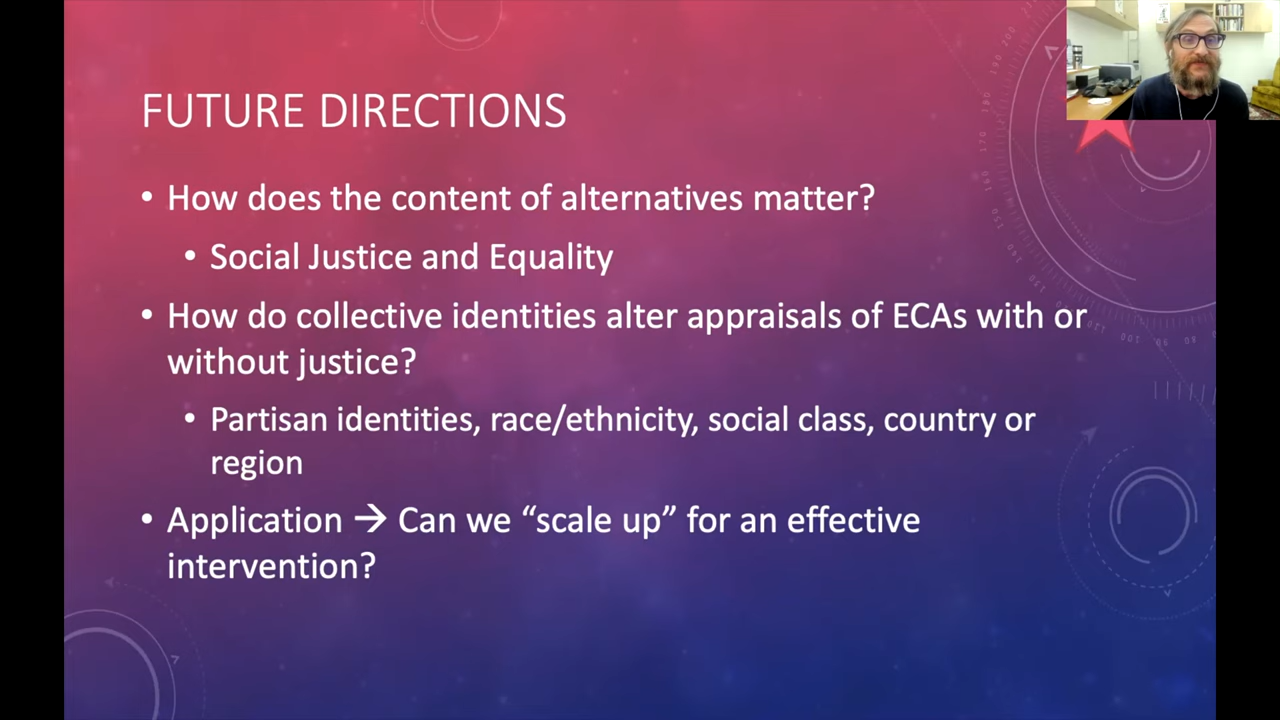 FUTURE DIRECTIONS
• How does the content of alternatives matter?
• Social Justice and Equality
• How do collective identities alter appraisals of ECAs with or
without justice?
• Partisan identities, race/ethnicity, social class, country or
region
• Application → Can we “scale up” for an effective
intervention?